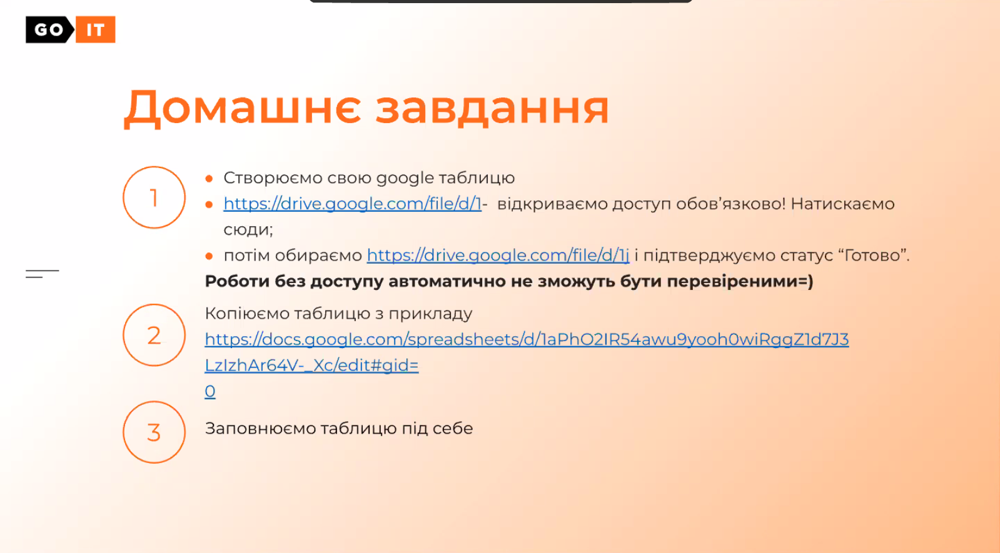 GO IT
Домашнє завдання
1
● Створюємо свою google таблицю
● https://drive.google.com/file/d/1- відкриваємо доступ обов’язково! Натискаємо
сюди;
● потім обираємо https://drive.google.com/file/d/1j і підтверджуємо статус “Готово”.
Роботи без доступу автоматично не зможуть бути перевіреними=)
2
Копіюємо таблицю з прикладу
https://docs.google.com/spreadsheets/d/1aPhO2IR54awu9yooh0wiRggZ1d7J3
LzIzhAr64V-_Xc/edit#gid=
0
3
Заповнюємо таблицю під себе